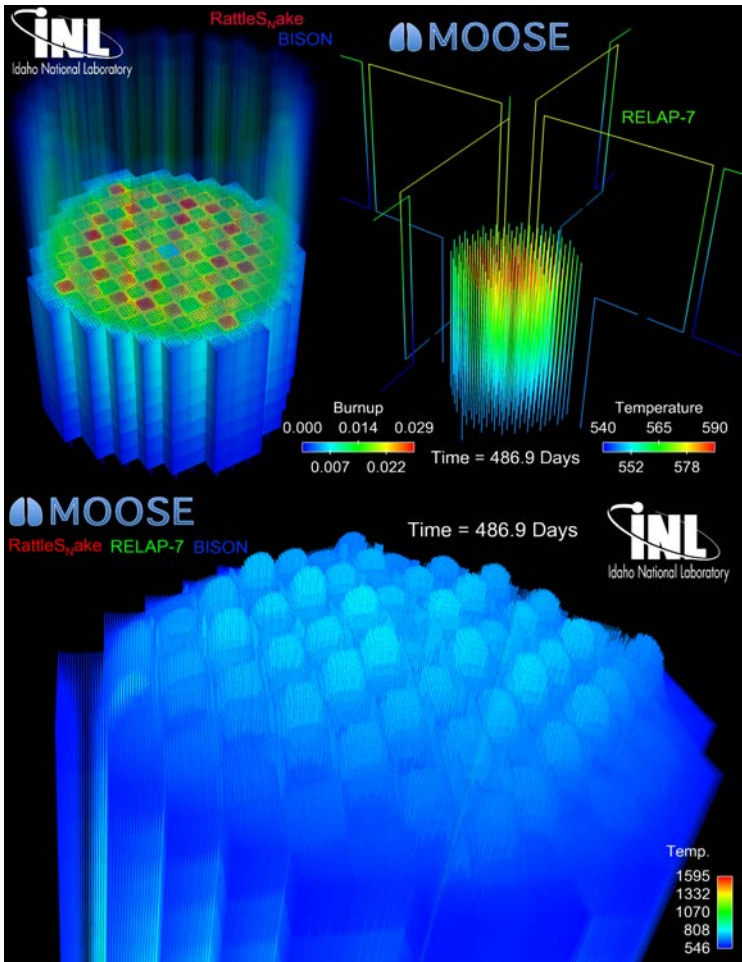 INL
Idaho National Laboratory
RattleSNake
BISON
MOOSE
RELAP-7
Burnup
0.000 0.014 0.029
0.007 0.022
Time = 486.9 Days
Temperature
540 565 590
552 578
MOOSE
RattleSNake RELAP-7 BISON
Time = 486.9 Days
INL
Idaho National Laboratory
Temp.
1595
1332
1070
808
546